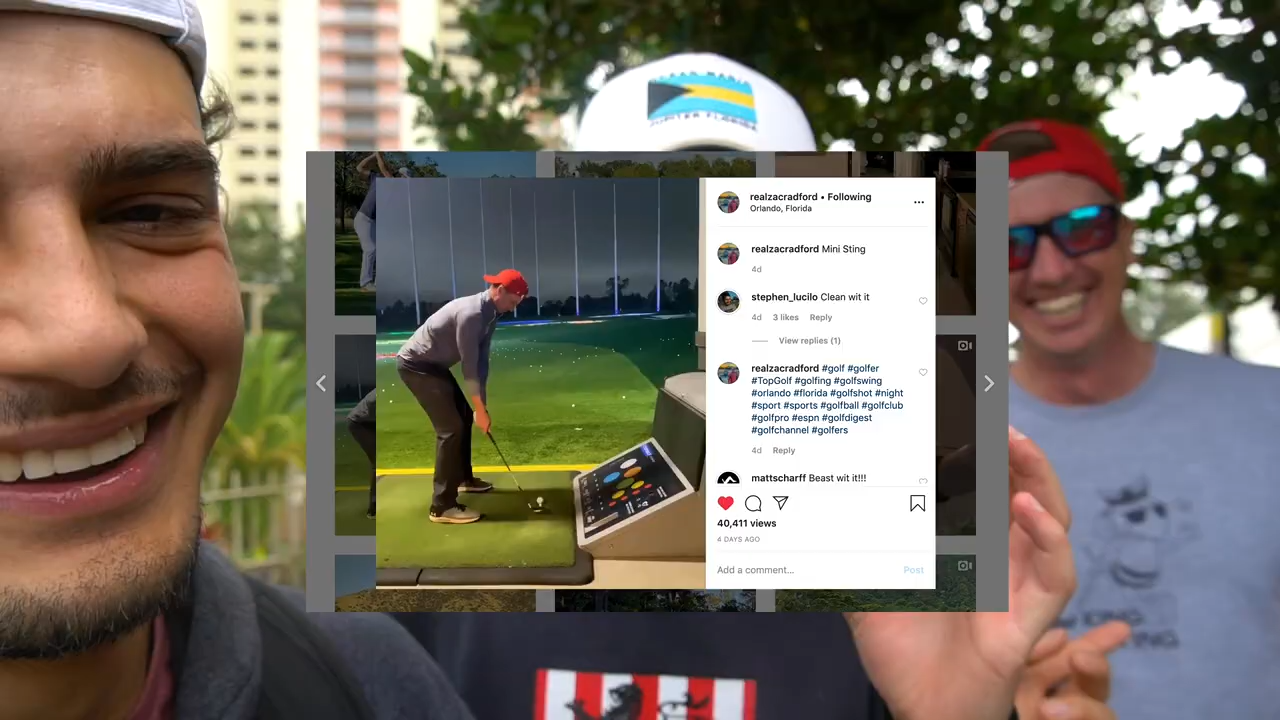 realzacradford • Following
Orlando, Florida
realzacradford Mini Sting
4d
stephen_lucilo Clean wit it
4d 3 likes Reply
View replies (1)
realzacradford #golf #golfer
#TopGolf #golfing #golfswing
#orlando #florida #golfshot #night
#sport #sports #golfball #golfclub
#golfpro #espn #golfdigest
#golfchannel #golfers
4d Reply
mattscharff Beast wit it!!!
40,411 views
4 DAYS AGO
Add a comment...
Post